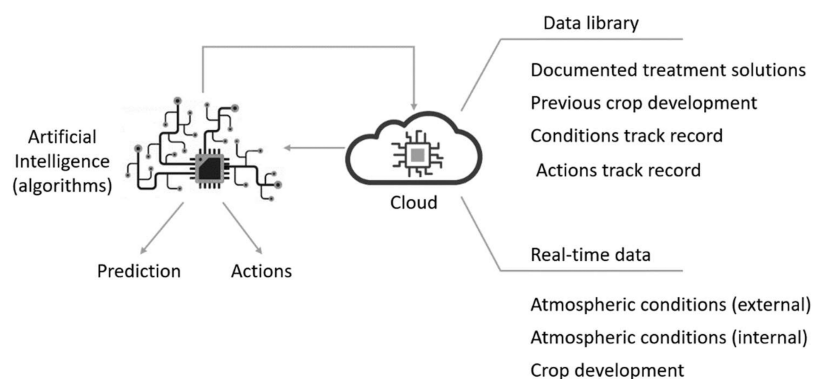 Data library
Documented treatment solutions
Previous crop development
Conditions track record
Actions track record
Artificial
Intelligence
(algorithms)
Cloud
Prediction
Actions
Real-time data
Atmospheric conditions (external)
Atmospheric conditions (internal)
Crop development